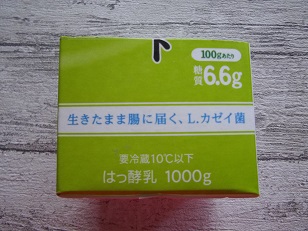 100gあたり
糖質6.6g
生きたまま腸に届く、L.カゼイ菌
要冷蔵10℃以下
はっ酵乳 1000g